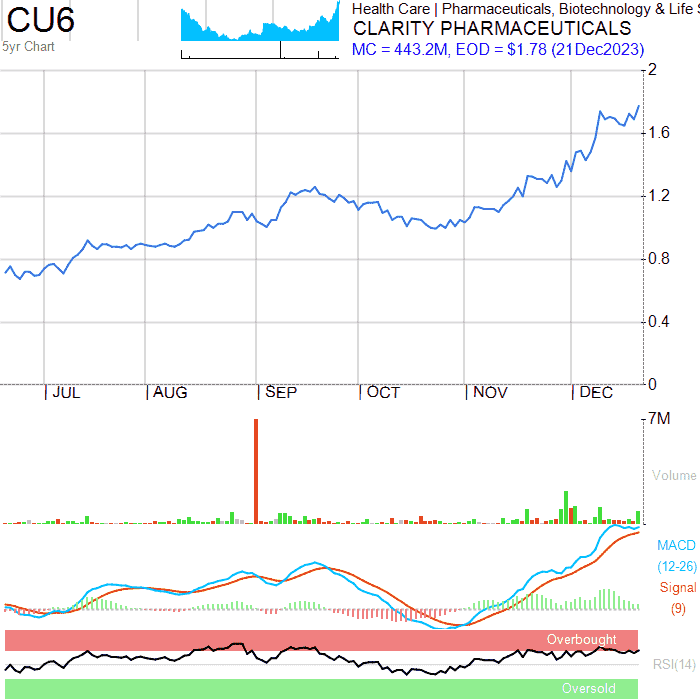 CU6
5yr Chart
Health Care | Pharmaceuticals, Biotechnology & Life S
CLARITY PHARMACEUTICALS
MC = 443.2M, EOD = $1.78 (21Dec2023)
2
1.6
1.2
0.8
0.4
0
JUL AUG SEP OCT NOV DEC
7M
Volume
MACD
(12-26)
Signal
(9)
Overbought
RSI(14)
Oversold